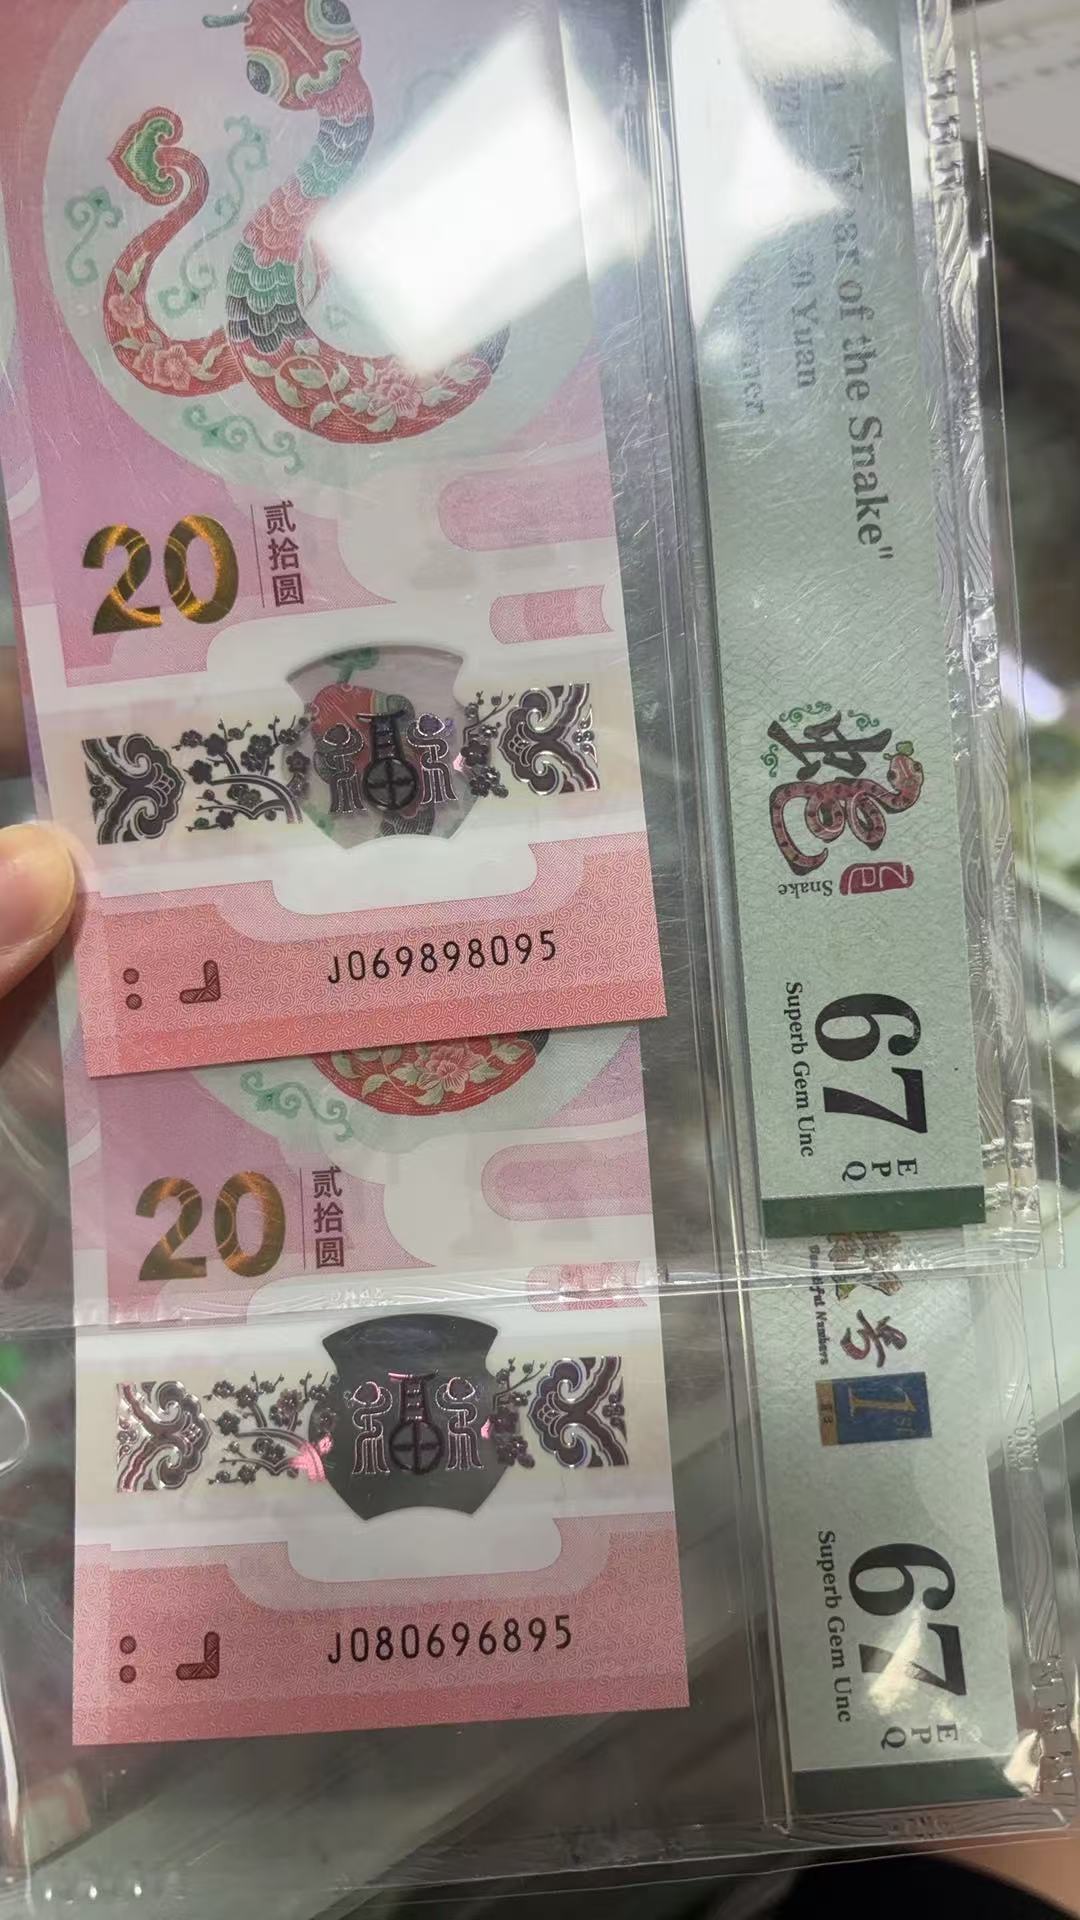 20
贰拾圆
J069898095
"Year of the Snake"
20 Yuan
蛇
Snake
67
EPQ
Superb Gem Unc
20
贰拾圆
J080696895
号
1st
67
EPQ
Superb Gem Unc